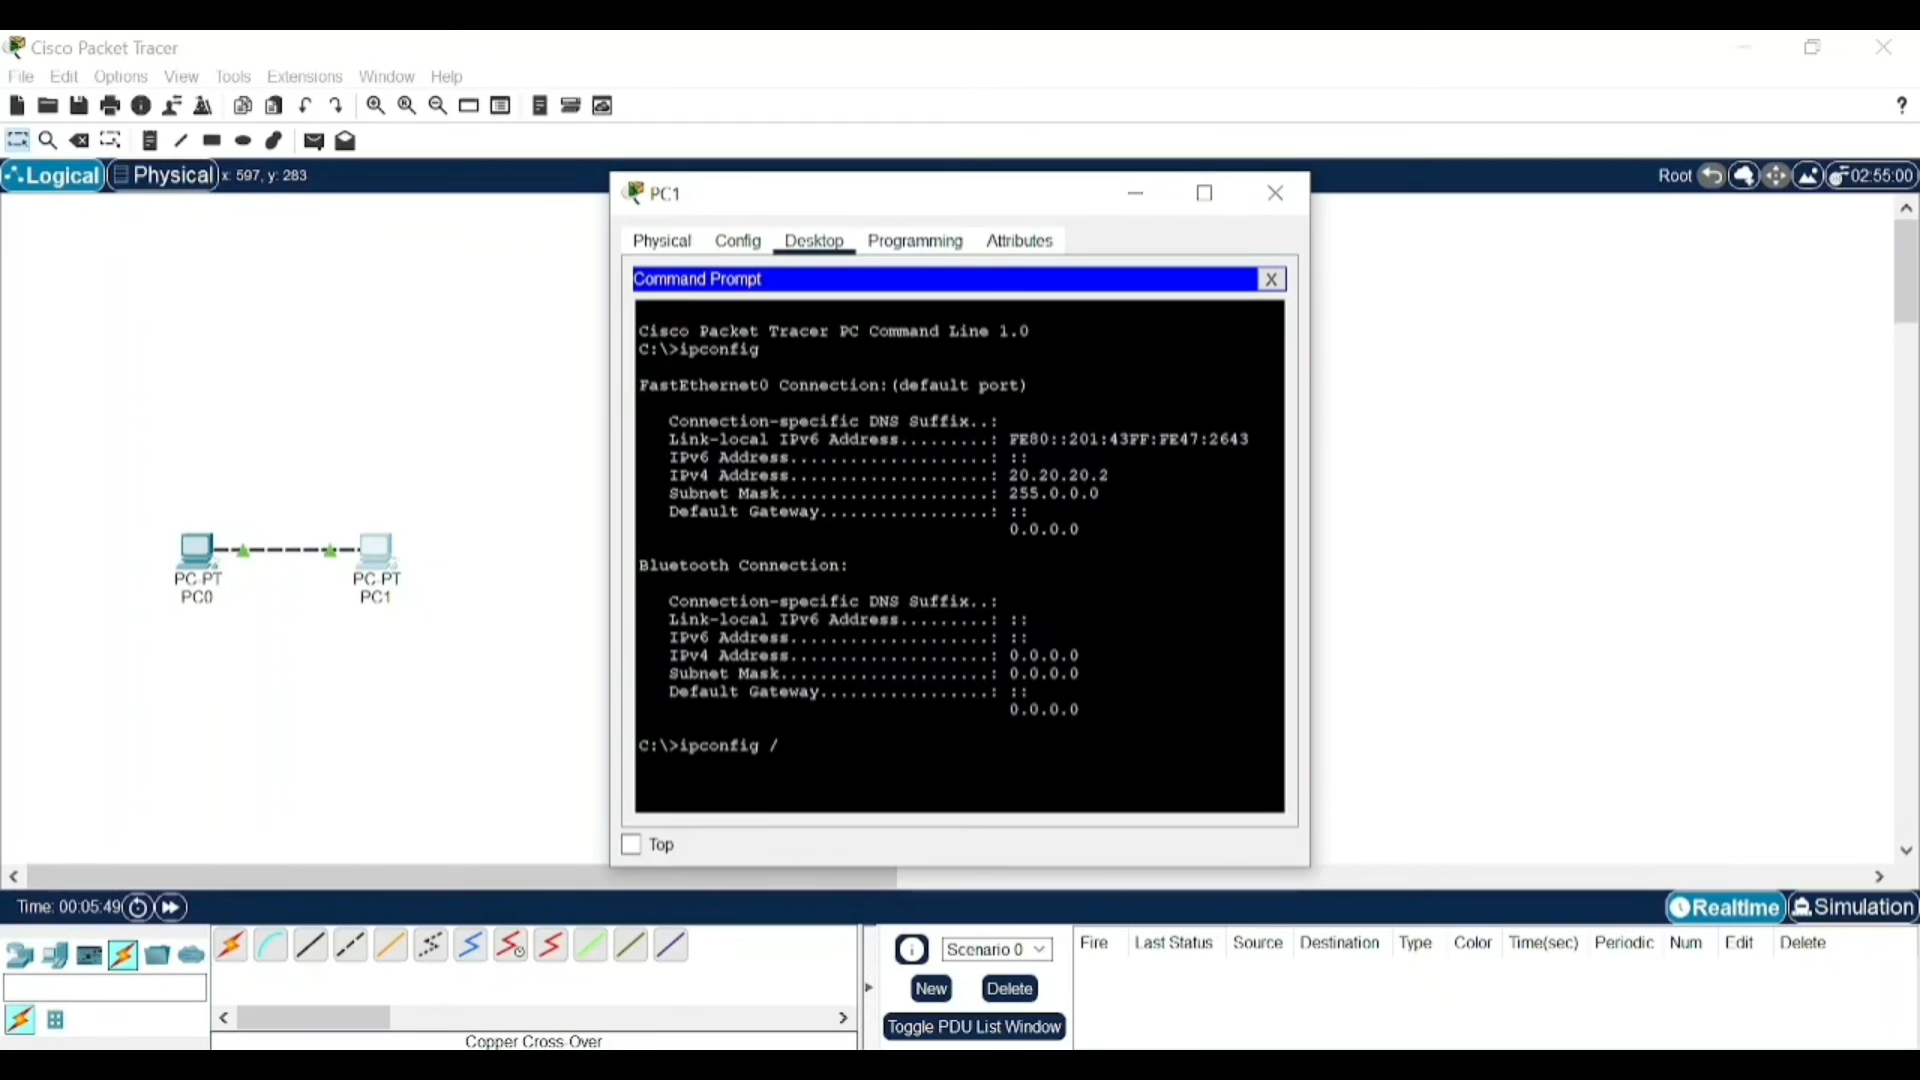 Cisco Packet Tracer
File Edit Options View Tools Extensions Window Help
?
Logical Physical x: 597, y: 283
Root 02:55:00
PC1
Physical Config Desktop Programming Attributes
Command Prompt X
Cisco Packet Tracer PC Command Line 1.0
C:\>ipconfig
FastEthernet0 Connection:(default port)
Connection-specific DNS Suffix..:
Link-local IPv6 Address.........: FE80::201:43FF:FE47:2643
IPv6 Address....................: ::
IPv4 Address....................: 20.20.20.2
Subnet Mask.....................: 255.0.0.0
Default Gateway.................: ::
0.0.0.0
Bluetooth Connection:
Connection-specific DNS Suffix..:
Link-local IPv6 Address.........: ::
IPv6 Address....................: ::
IPv4 Address....................: 0.0.0.0
Subnet Mask.....................: 0.0.0.0
Default Gateway.................: ::
0.0.0.0
C:\>ipconfig /
Top
PC-PT
PC0
PC-PT
PC1
Time: 00:05:49
Realtime Simulation
Scenario 0
New Delete
Toggle PDU List Window
Fire Last Status Source Destination Type Color Time(sec) Periodic Num Edit Delete
Copper Cross-Over